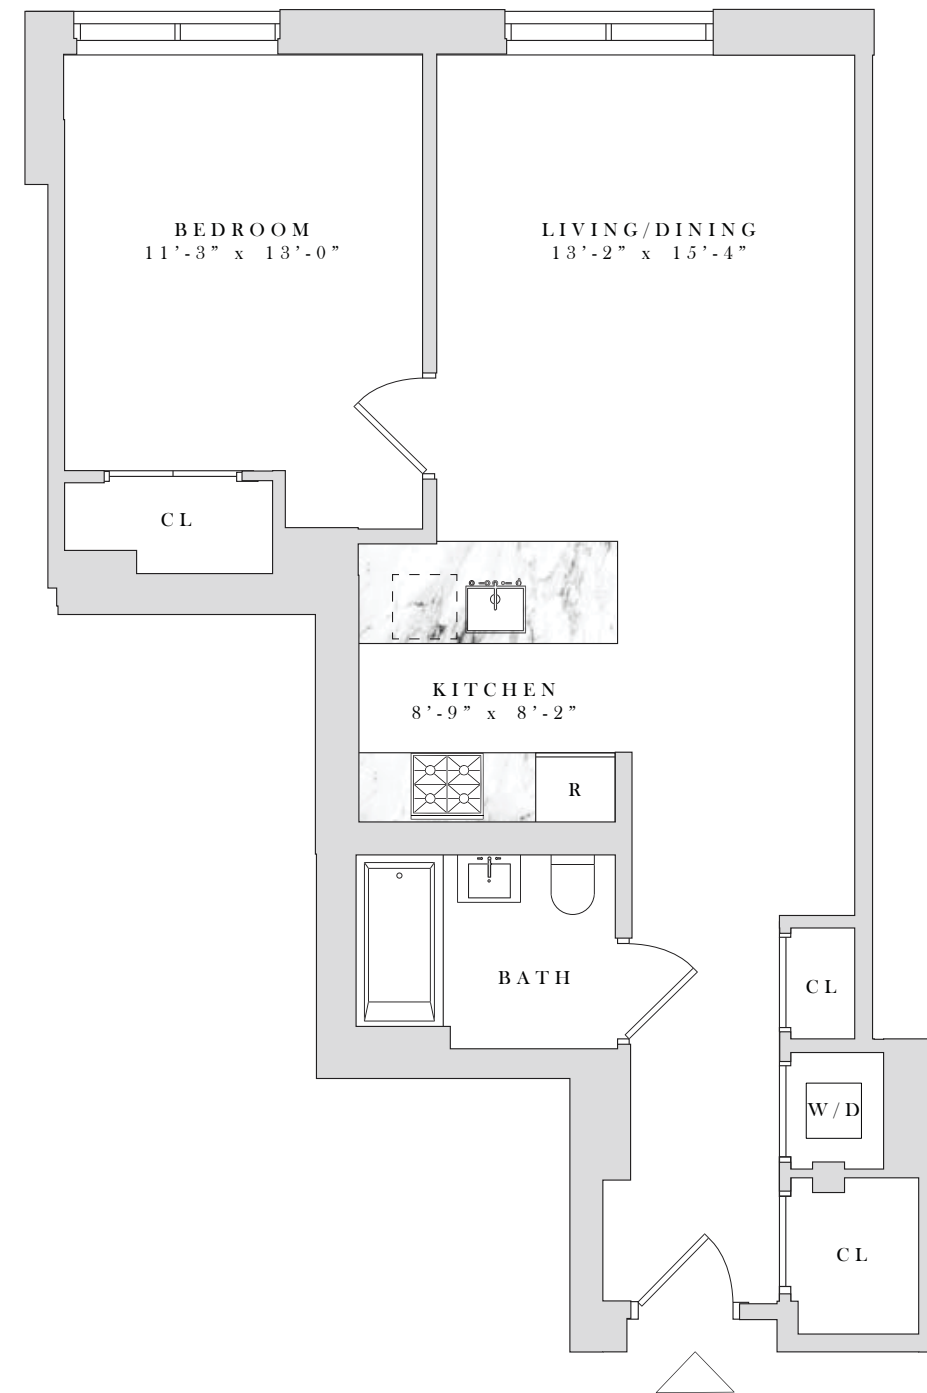 BEDROOM
11’-3” x 13’-0”
LIVING/DINING
13’-2” x 15’-4”
CL
KITCHEN
8’-9” x 8’-2”
R
BATH
CL
W/D
CL